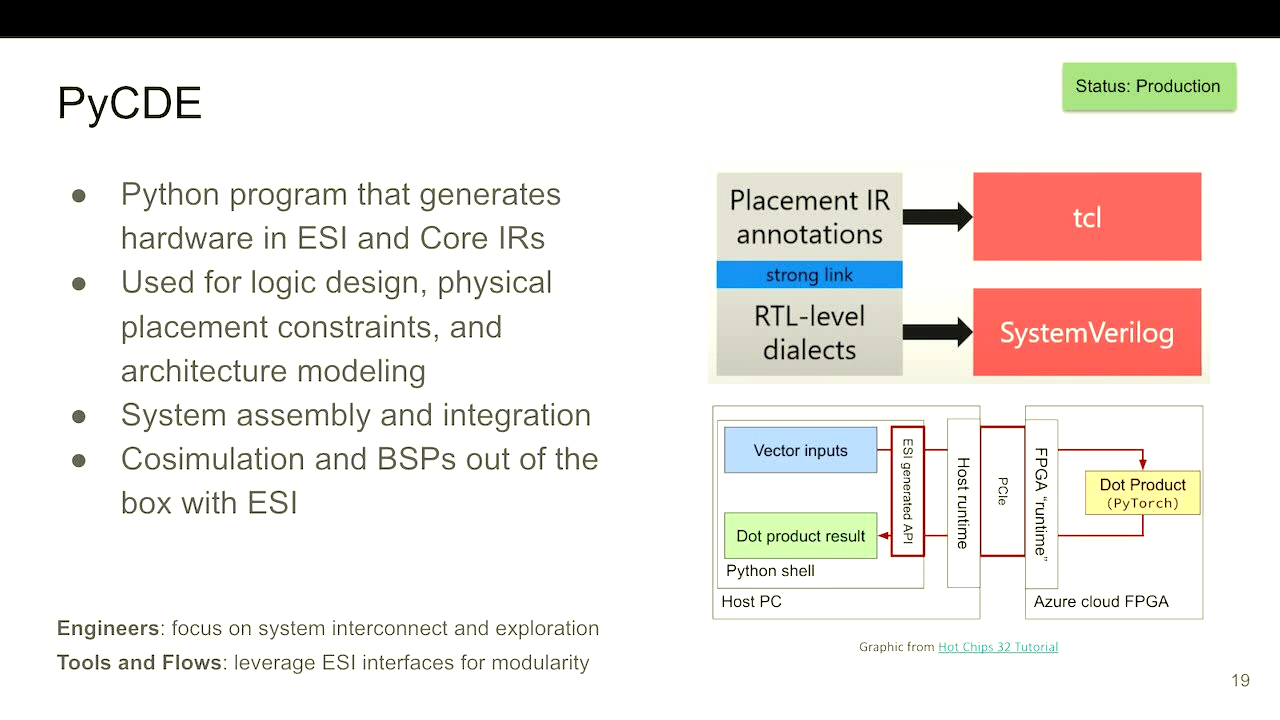 PyCDE
Status: Production
● Python program that generates
hardware in ESI and Core IRs
● Used for logic design, physical
placement constraints, and
architecture modeling
● System assembly and integration
● Cosimulation and BSPs out of the
box with ESI
Engineers: focus on system interconnect and exploration
Tools and Flows: leverage ESI interfaces for modularity
Placement IR
annotations
tcl
strong link
RTL-level
dialects
SystemVerilog
Vector inputs
Dot product result
Python shell
Host PC
ESI generated API
Host runtime
PCIe
FPGA “runtime”
Dot Product
(PyTorch)
Azure cloud FPGA
Graphic from Hot Chips 32 Tutorial
19